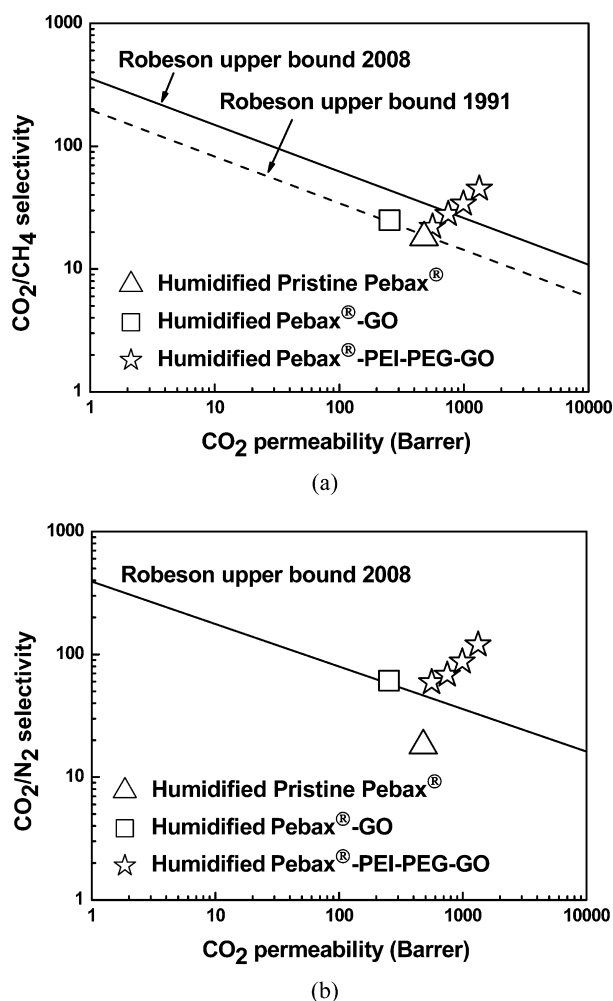 1000
Robeson upper bound 2008
Robeson upper bound 1991
100
CO2/CH4 selectivity
10
Humidified Pristine Pebax®
Humidified Pebax®-GO
Humidified Pebax®-PEI-PEG-GO
1
1 10 100 1000 10000
CO2 permeability (Barrer)
(a)
1000
Robeson upper bound 2008
100
CO2/N2 selectivity
10
Humidified Pristine Pebax®
Humidified Pebax®-GO
Humidified Pebax®-PEI-PEG-GO
1
1 10 100 1000 10000
CO2 permeability (Barrer)
(b)